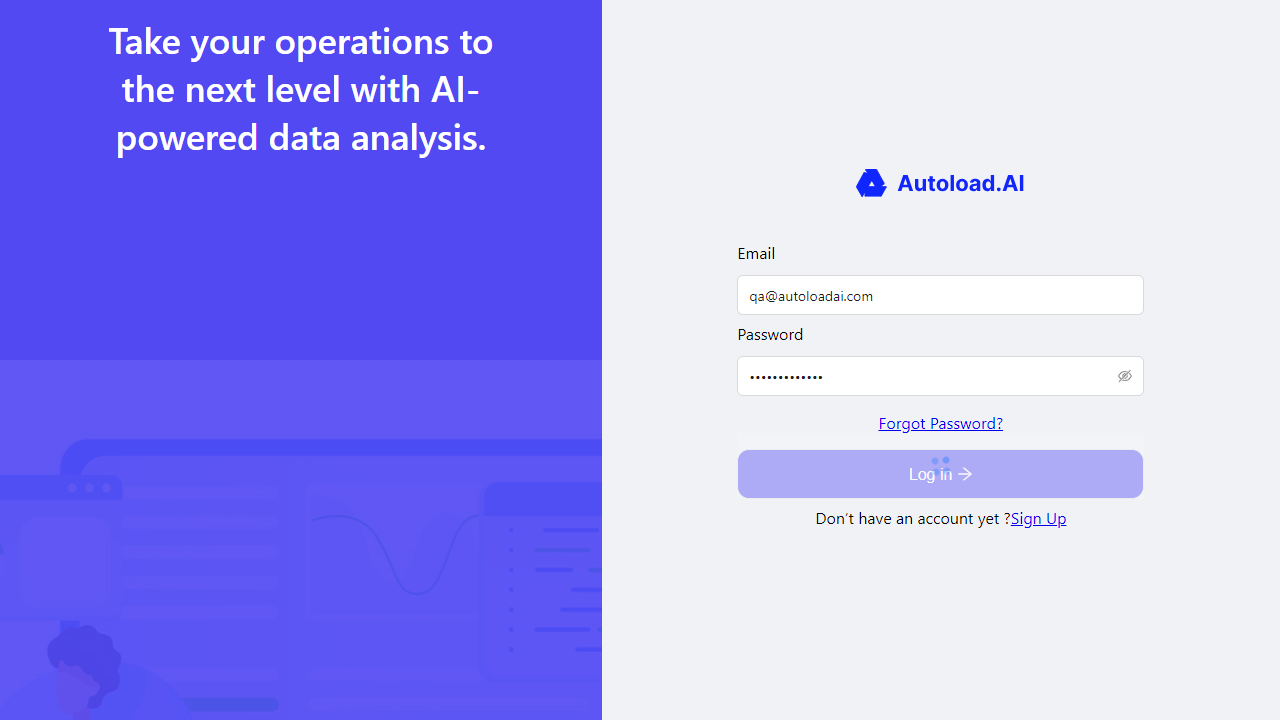 Take your operations to
the next level with AI-
powered data analysis.
Autoload.AI
Email
qa@autoloadai.com
Password
•••••••••••••
Forgot Password?
Log in →
Don't have an account yet ?Sign Up